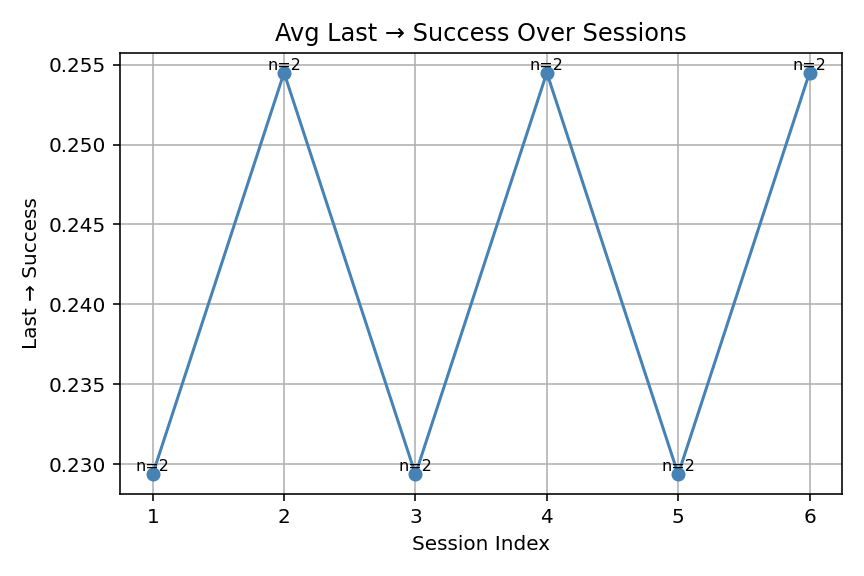 Avg Last → Success Over Sessions
Last → Success
0.255
0.250
0.245
0.240
0.235
0.230
n=2
n=2
n=2
n=2
n=2
n=2
1
2
3
4
5
6
Session Index